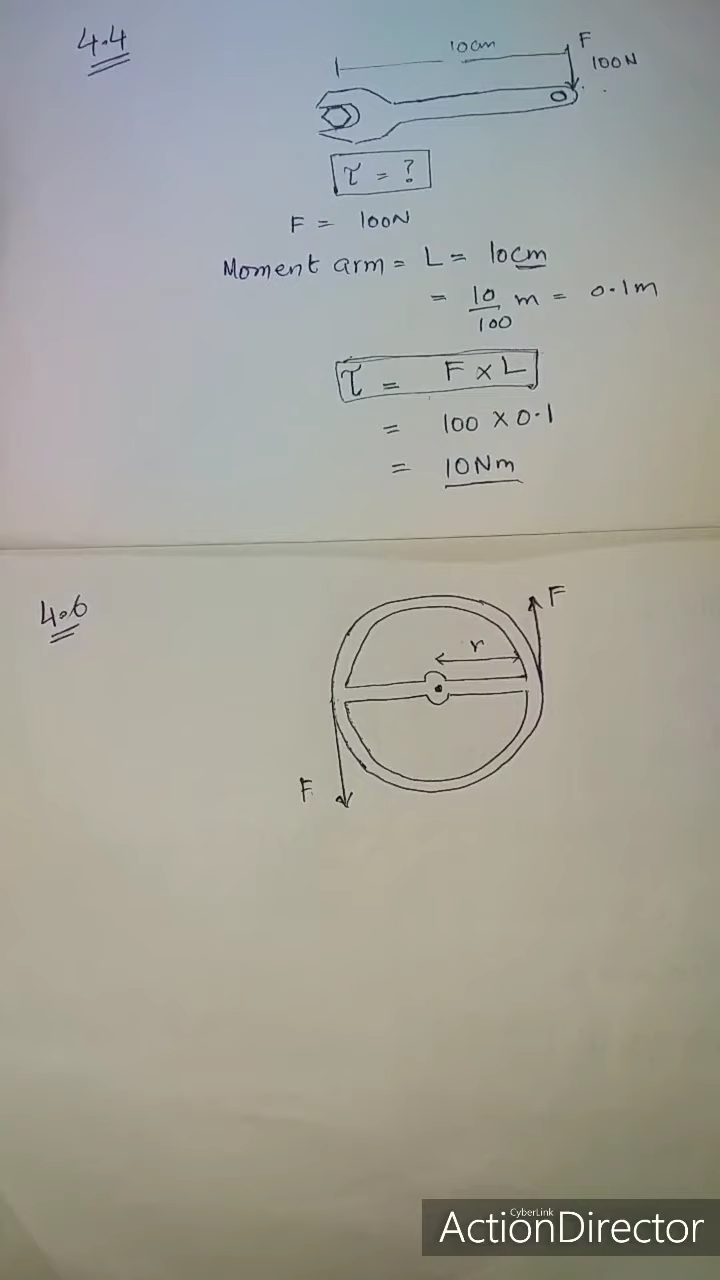 4.4
10cm
F
100N
τ = ?
F = 100N
Moment arm = L = 10cm
= 10/100 m = 0.1m
τ = F × L
= 100 × 0.1
= 10Nm
4.6
F
r
F
CyberLink
ActionDirector